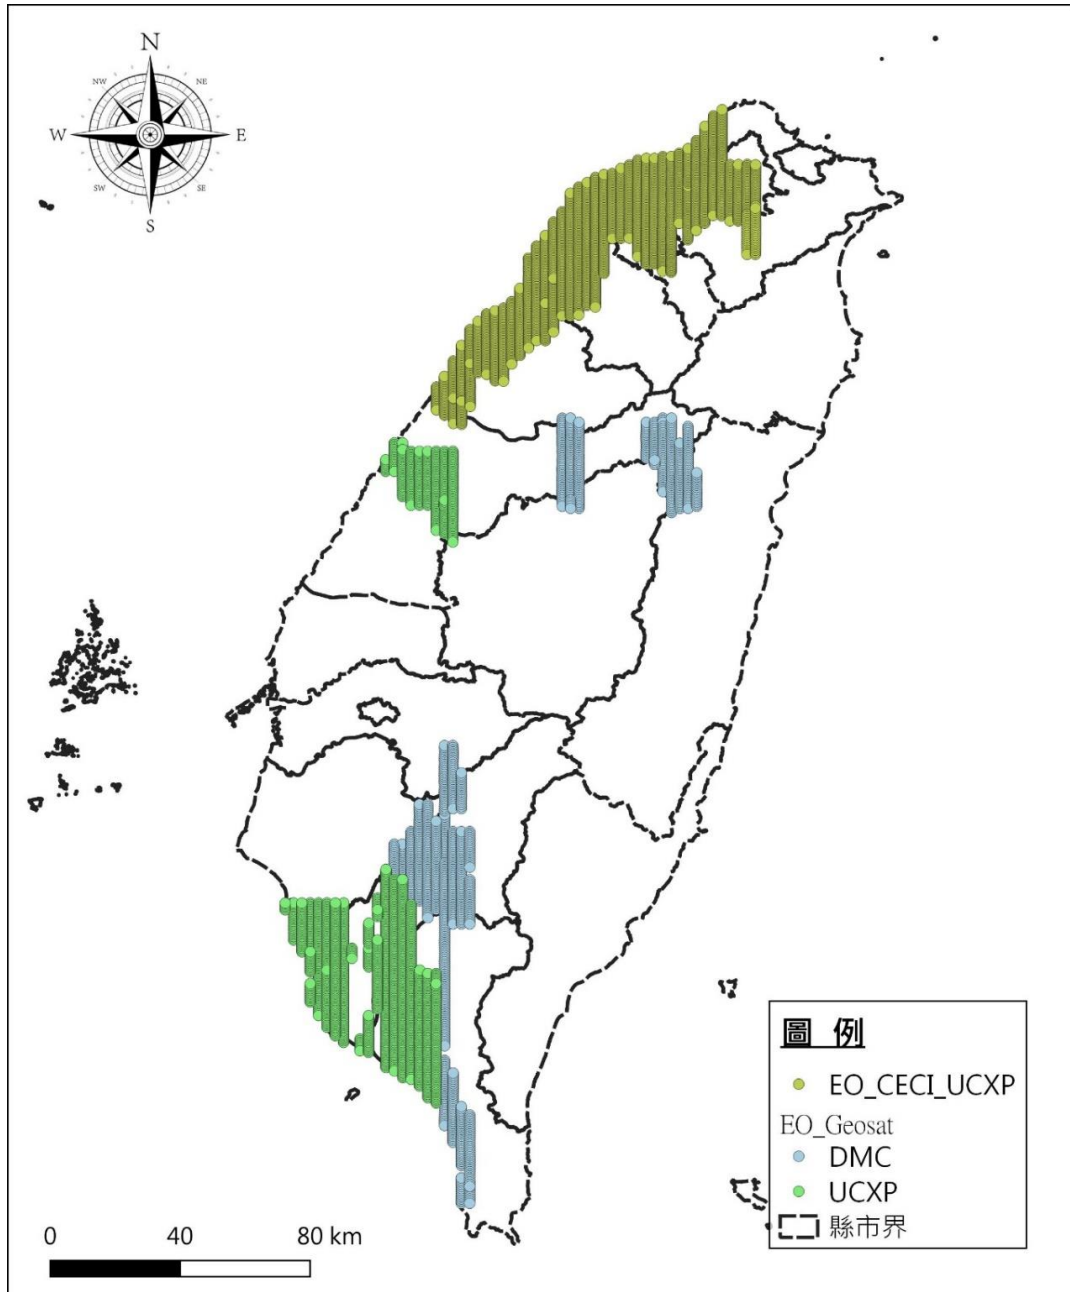 N
NW
NE
W
E
SW
SE
S
圖 例
EO_CECI_UCXP
EO_Geosat
DMC
UCXP
縣市界
0 40 80 km